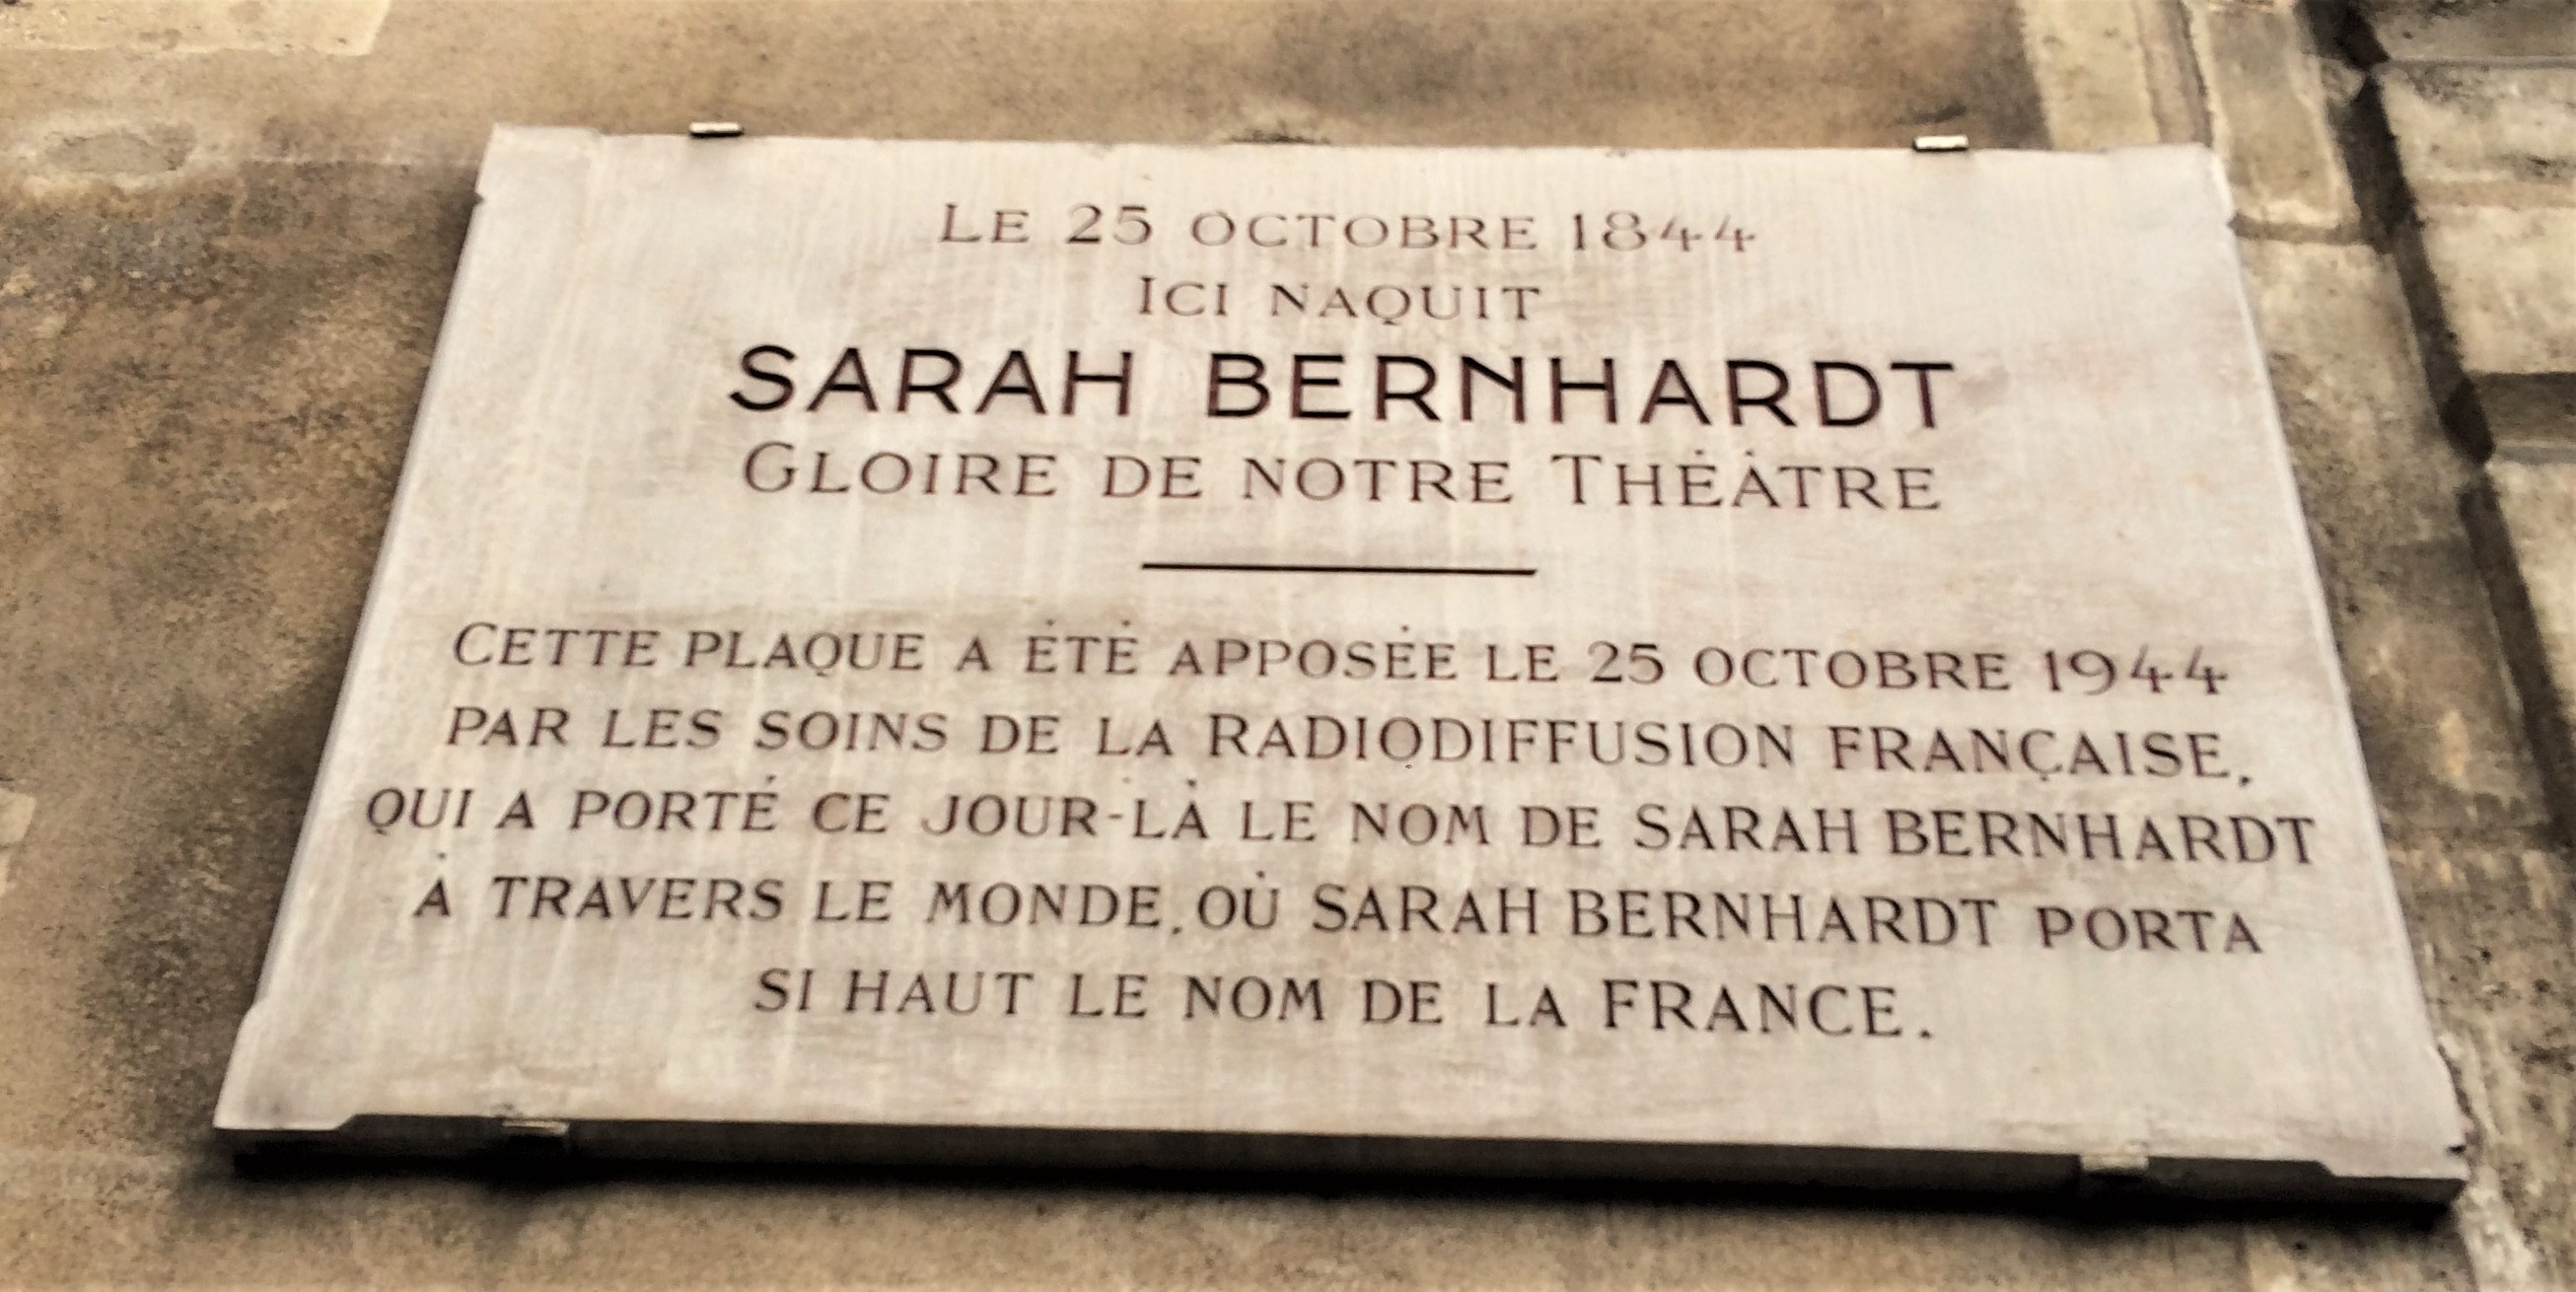 LE 25 OCTOBRE 1844
ICI NAQUIT
SARAH BERNHARDT
GLOIRE DE NOTRE THÉÂTRE
CETTE PLAQUE A ÉTÉ APPOSÉE LE 25 OCTOBRE 1944
PAR LES SOINS DE LA RADIODIFFUSION FRANÇAISE,
QUI A PORTÉ CE JOUR-LÀ LE NOM DE SARAH BERNHARDT
À TRAVERS LE MONDE, OÙ SARAH BERNHARDT PORTA
SI HAUT LE NOM DE LA FRANCE.